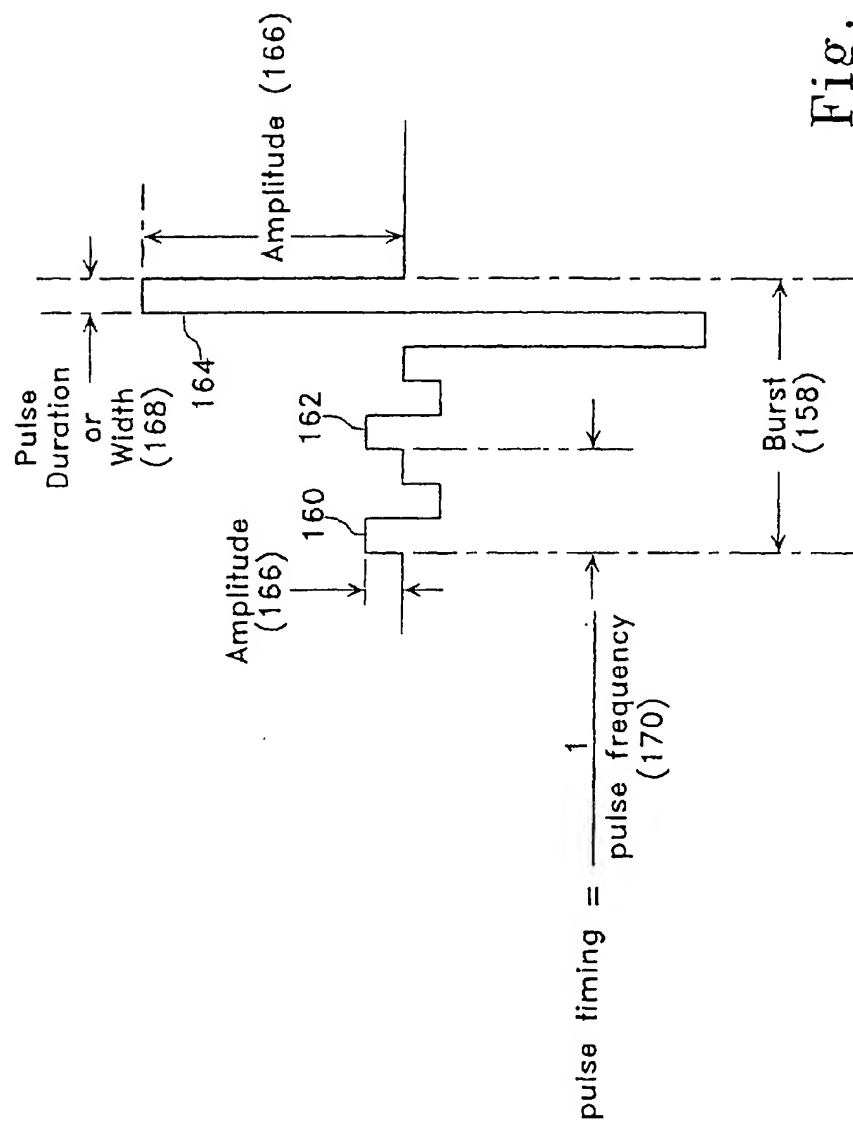 Pulse
Duration
or
Width
(168)
164
Amplitude (166)
162
160
Amplitude
(166)
Burst
(158)
pulse timing =
1
pulse frequency
(170)
Fig.